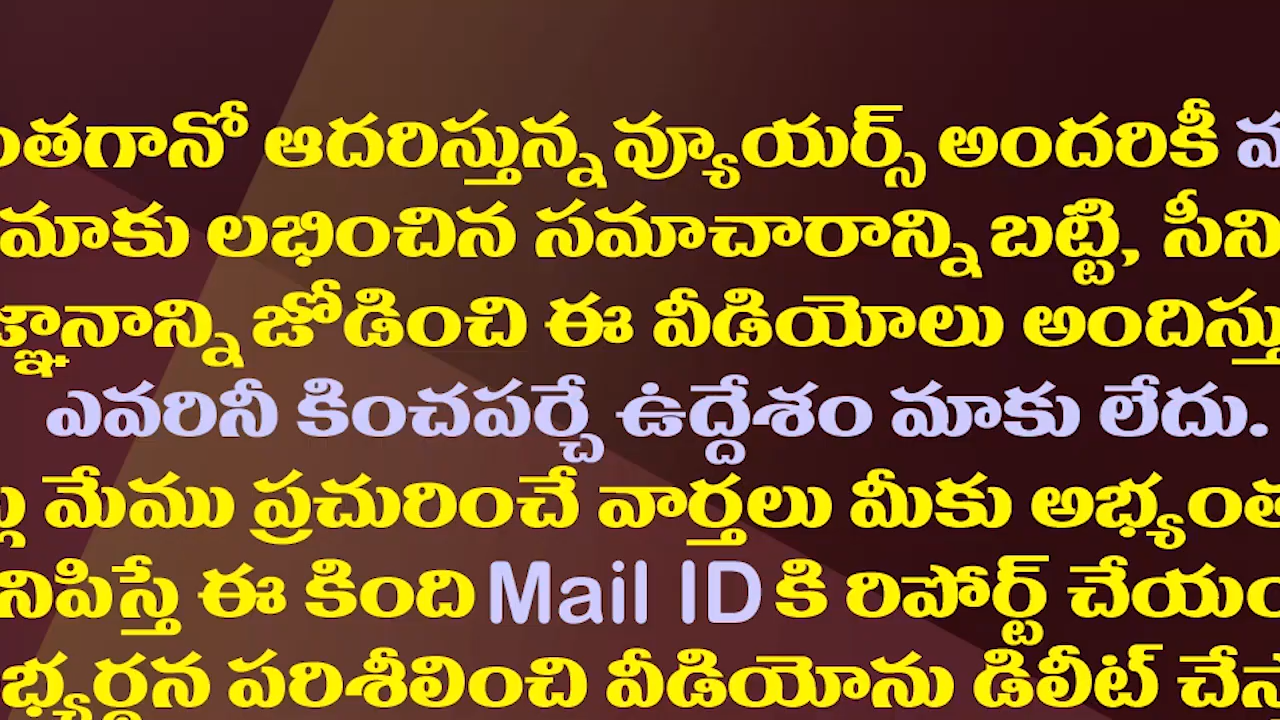 ంతగానో ఆదరిస్తున్న వ్యూయర్స్ అందరికీ
మాకు లభించిన సమాచారాన్ని బట్టి, సీని
జ్ఞానాన్ని జోడించి ఈ వీడియోలు అందిస్తు
ఎవరినీ కించపర్చే ఉద్దేశం మాకు లేదు.
మేము ప్రచురించే వార్తలు మీకు అభ్యంత
నిపిస్తే ఈ కింది Mail ID కి రిపోర్ట్ చేయం
భ్యర్థన పరిశీలించి వీడియోను డిలీట్ చేస